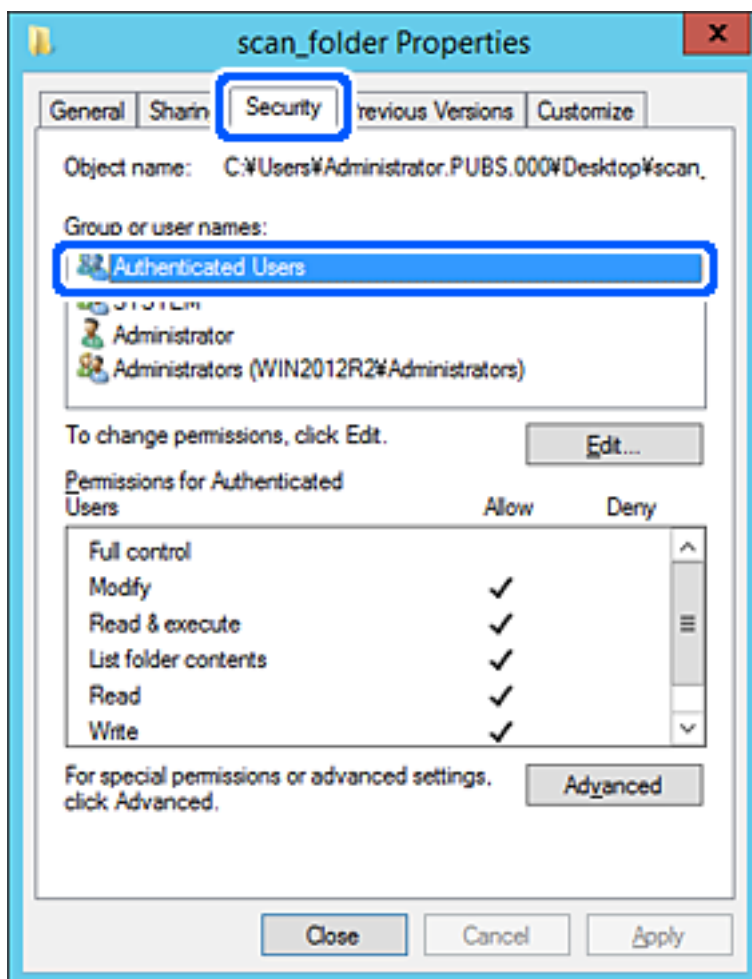 scan_folder Properties
General Sharin Security revious Versions Customize
Object name: C:¥Users¥Administrator.PUBS.000¥Desktop¥scan_
Group or user names:
Authenticated Users
SYSTEM
Administrator
Administrators (WIN2012R2¥Administrators)
To change permissions, click Edit.
Edit...
Permissions for Authenticated
Users Allow Deny
Full control
Modify
Read & execute
List folder contents
Read
Write
For special permissions or advanced settings,
click Advanced.
Advanced
Close Cancel Apply